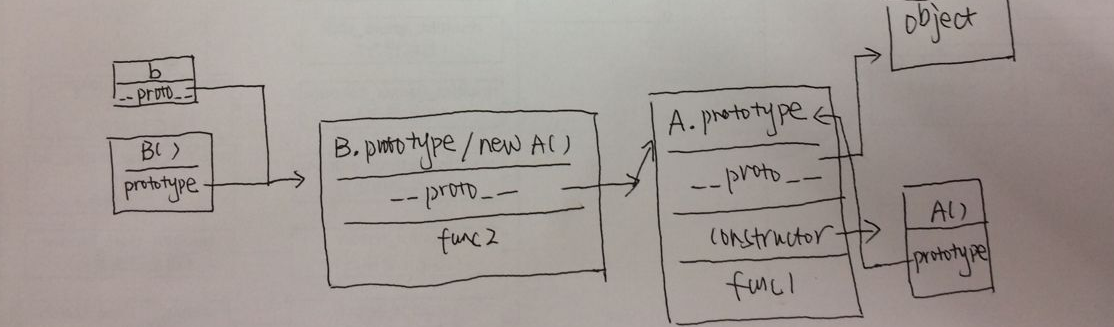 b
__proto__
B()
prototype
B.prototype/new A()
__proto__
func2
A.prototype
__proto__
constructor
func1
object
A()
prototype